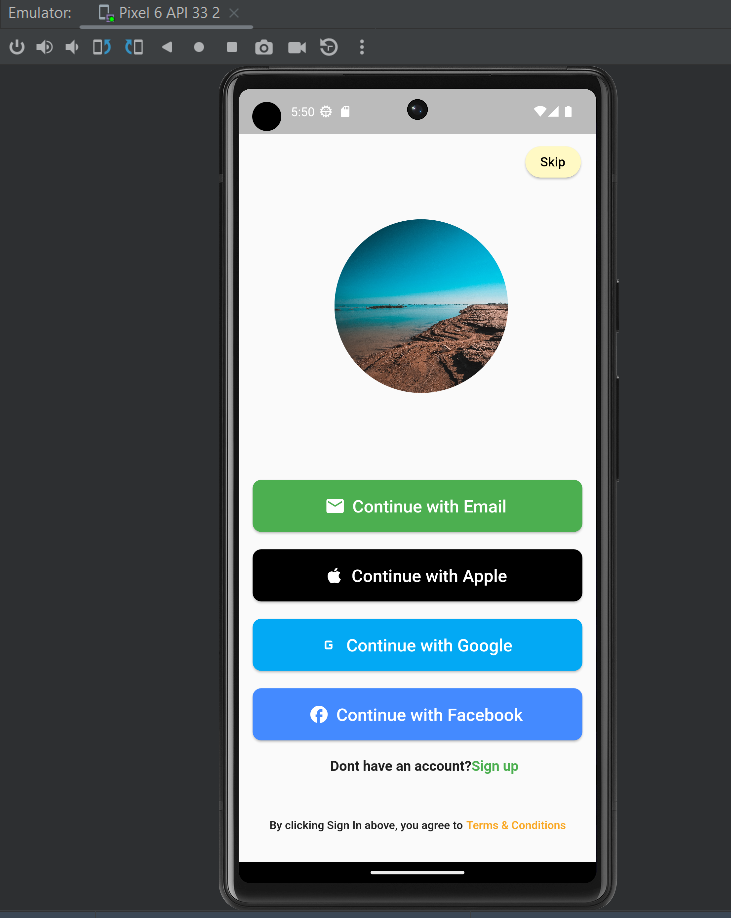 Emulator: Pixel 6 API 33 2
5:50
Skip
Continue with Email
Continue with Apple
G Continue with Google
Continue with Facebook
Dont have an account?Sign up
By clicking Sign In above, you agree to Terms & Conditions